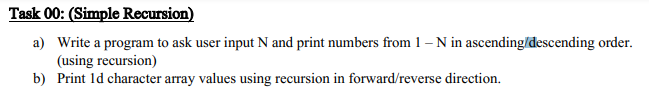 Task 00: (Simple Recursion)
a) Write a program to ask user input N and print numbers from 1 – N in ascending/descending order.
(using recursion)
b) Print 1d character array values using recursion in forward/reverse direction.